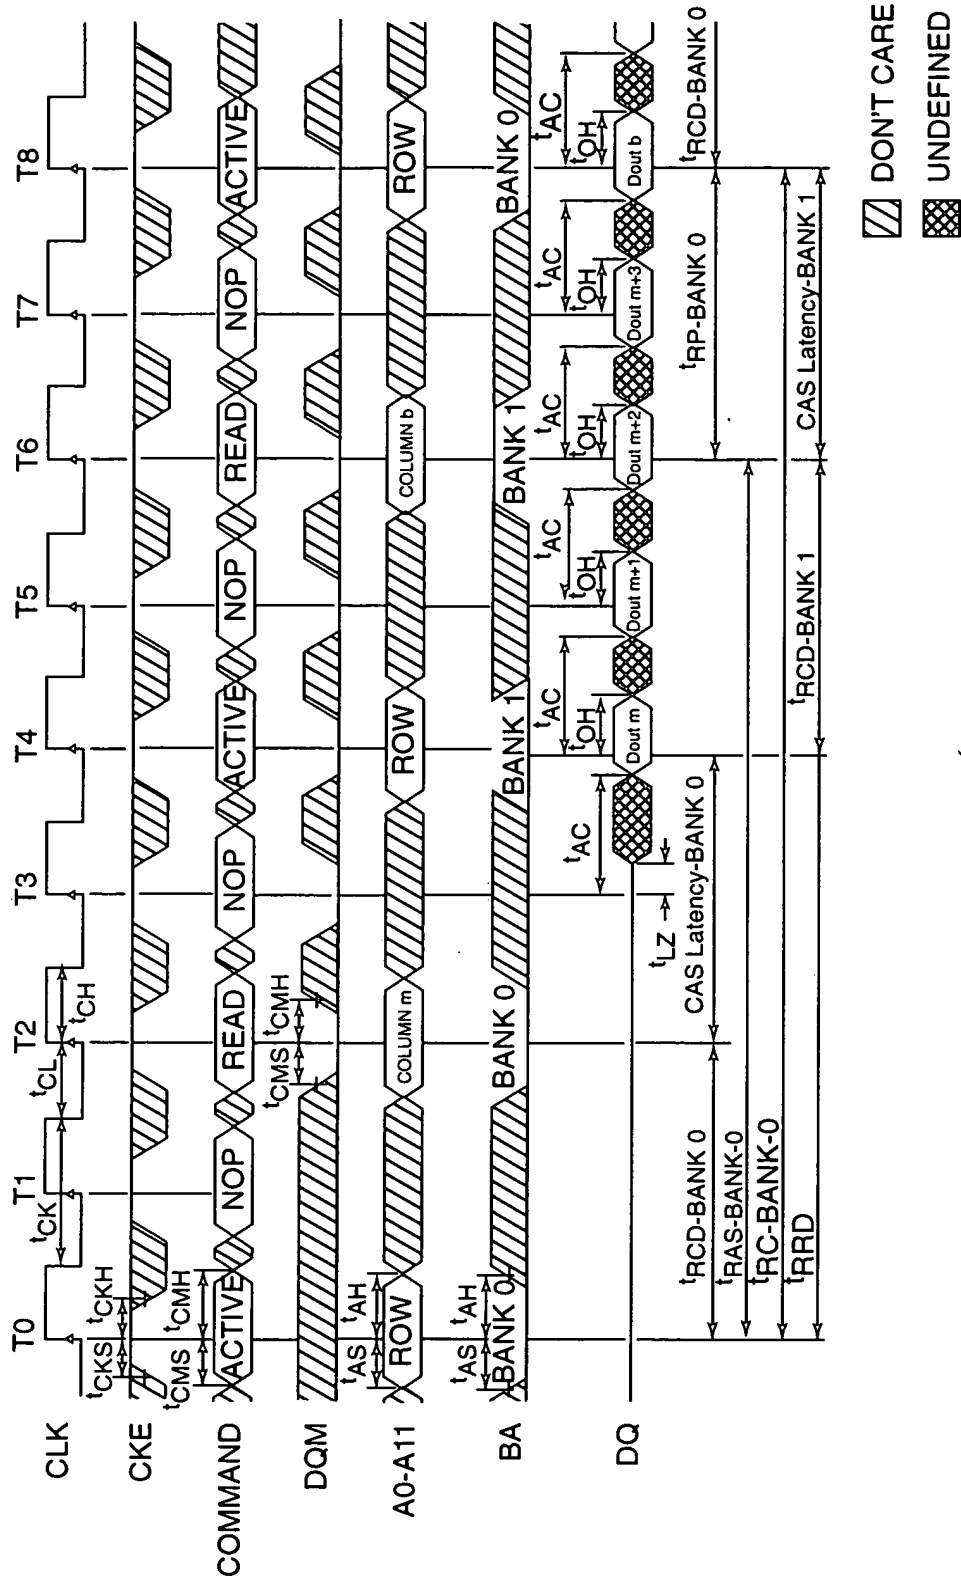 T0 T1 T2 T3 T4 T5 T6 T7 T8
CLK
tCK tCL tCH
CKE
tCKS tCKH
COMMAND
tCMS tCMH
ACTIVE NOP READ NOP ACTIVE NOP READ NOP ACTIVE
DQM
tCMS tCMH
A0-A11
tAS tAH
ROW COLUMN m ROW COLUMN b ROW
BA
tAS tAH
BANK 0 BANK 0 BANK 1 BANK 1 BANK 0
DQ
tAC tAC tAC tAC tAC tAC
tOH tOH tOH tOH tOH
Dout m Dout m+1 Dout m+2 Dout m+3 Dout b
tLZ
tRCD-BANK 0 CAS Latency-BANK 0 tRP-BANK 0 tRCD-BANK 0
tRAS-BANK-0
tRC-BANK-0
tRRD tRCD-BANK 1 CAS Latency-BANK 1
DON'T CARE
UNDEFINED